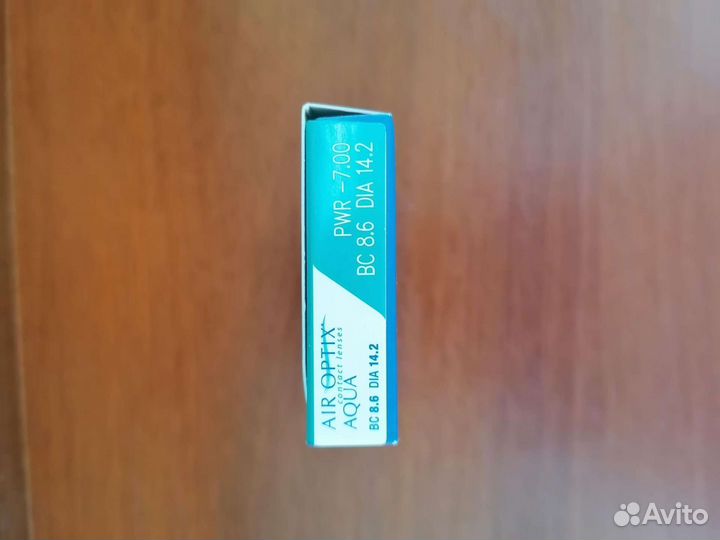 AIR OPTIX®
contact lenses
AQUA
BC 8.6 DIA 14.2
PWR −7.00
BC 8.6 DIA 14.2
Avito